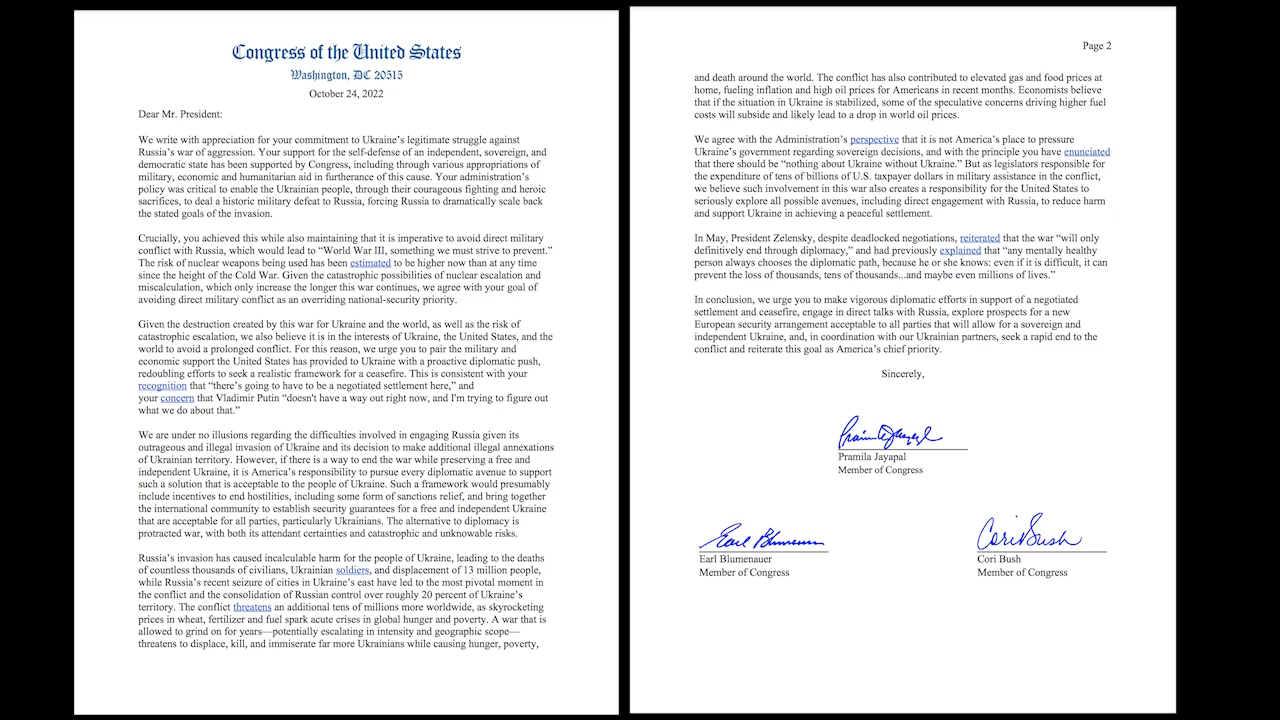 Congress of the United States
Washington, DC 20515
October 24, 2022
Dear Mr. President:
We write with appreciation for your commitment to Ukraine's legitimate struggle against
Russia's war of aggression. Your support for the self-defense of an independent, sovereign, and
democratic state has been supported by Congress, including through various appropriations of
military, economic and humanitarian aid in furtherance of this cause. Your administration's
policy was critical to enable the Ukrainian people, through their courageous fighting and heroic
sacrifices, to deal a historic military defeat to Russia, forcing Russia to dramatically scale back
the stated goals of the invasion.
Crucially, you achieved this while also maintaining that it is imperative to avoid direct military
conflict with Russia, which would lead to “World War III, something we must strive to prevent.”
The risk of nuclear weapons being used has been estimated to be higher now than at any time
since the height of the Cold War. Given the catastrophic possibilities of nuclear escalation and
miscalculation, which only increase the longer this war continues, we agree with your goal of
avoiding direct military conflict as an overriding national-security priority.
Given the destruction created by this war for Ukraine and the world, as well as the risk of
catastrophic escalation, we also believe it is in the interests of Ukraine, the United States, and the
world to avoid a prolonged conflict. For this reason, we urge you to pair the military and
economic support the United States has provided to Ukraine with a proactive diplomatic push,
redoubling efforts to seek a realistic framework for a ceasefire. This is consistent with your
recognition that “there's going to have to be a negotiated settlement here,” and
your concern that Vladimir Putin “doesn't have a way out right now, and I'm trying to figure out
what we do about that.”
We are under no illusions regarding the difficulties involved in engaging Russia given its
outrageous and illegal invasion of Ukraine and its decision to make additional illegal annexations
of Ukrainian territory. However, if there is a way to end the war while preserving a free and
independent Ukraine, it is America's responsibility to pursue every diplomatic avenue to support
such a solution that is acceptable to the people of Ukraine. Such a framework would presumably
include incentives to end hostilities, including some form of sanctions relief, and bring together
the international community to establish security guarantees for a free and independent Ukraine
that are acceptable for all parties, particularly Ukrainians. The alternative to diplomacy is
protracted war, with both its attendant certainties and catastrophic and unknowable risks.
Russia's invasion has caused incalculable harm for the people of Ukraine, leading to the deaths
of countless thousands of civilians, Ukrainian soldiers, and displacement of 13 million people,
while Russia's recent seizure of cities in Ukraine's east have led to the most pivotal moment in
the conflict and the consolidation of Russian control over roughly 20 percent of Ukraine's
territory. The conflict threatens an additional tens of millions more worldwide, as skyrocketing
prices in wheat, fertilizer and fuel spark acute crises in global hunger and poverty. A war that is
allowed to grind on for years—potentially escalating in intensity and geographic scope—
threatens to displace, kill, and immiserate far more Ukrainians while causing hunger, poverty,
Page 2
and death around the world. The conflict has also contributed to elevated gas and food prices at
home, fueling inflation and high oil prices for Americans in recent months. Economists believe
that if the situation in Ukraine is stabilized, some of the speculative concerns driving higher fuel
costs will subside and likely lead to a drop in world oil prices.
We agree with the Administration's perspective that it is not America's place to pressure
Ukraine's government regarding sovereign decisions, and with the principle you have enunciated
that there should be “nothing about Ukraine without Ukraine.” But as legislators responsible for
the expenditure of tens of billions of U.S. taxpayer dollars in military assistance in the conflict,
we believe such involvement in this war also creates a responsibility for the United States to
seriously explore all possible avenues, including direct engagement with Russia, to reduce harm
and support Ukraine in achieving a peaceful settlement.
In May, President Zelensky, despite deadlocked negotiations, reiterated that the war “will only
definitively end through diplomacy,” and had previously explained that “any mentally healthy
person always chooses the diplomatic path, because he or she knows: even if it is difficult, it can
prevent the loss of thousands, tens of thousands...and maybe even millions of lives.”
In conclusion, we urge you to make vigorous diplomatic efforts in support of a negotiated
settlement and ceasefire, engage in direct talks with Russia, explore prospects for a new
European security arrangement acceptable to all parties that will allow for a sovereign and
independent Ukraine, and, in coordination with our Ukrainian partners, seek a rapid end to the
conflict and reiterate this goal as America's chief priority.
Sincerely,
Pramila Jayapal
Pramila Jayapal
Member of Congress
Earl Blumenauer
Earl Blumenauer
Member of Congress
Cori Bush
Cori Bush
Member of Congress